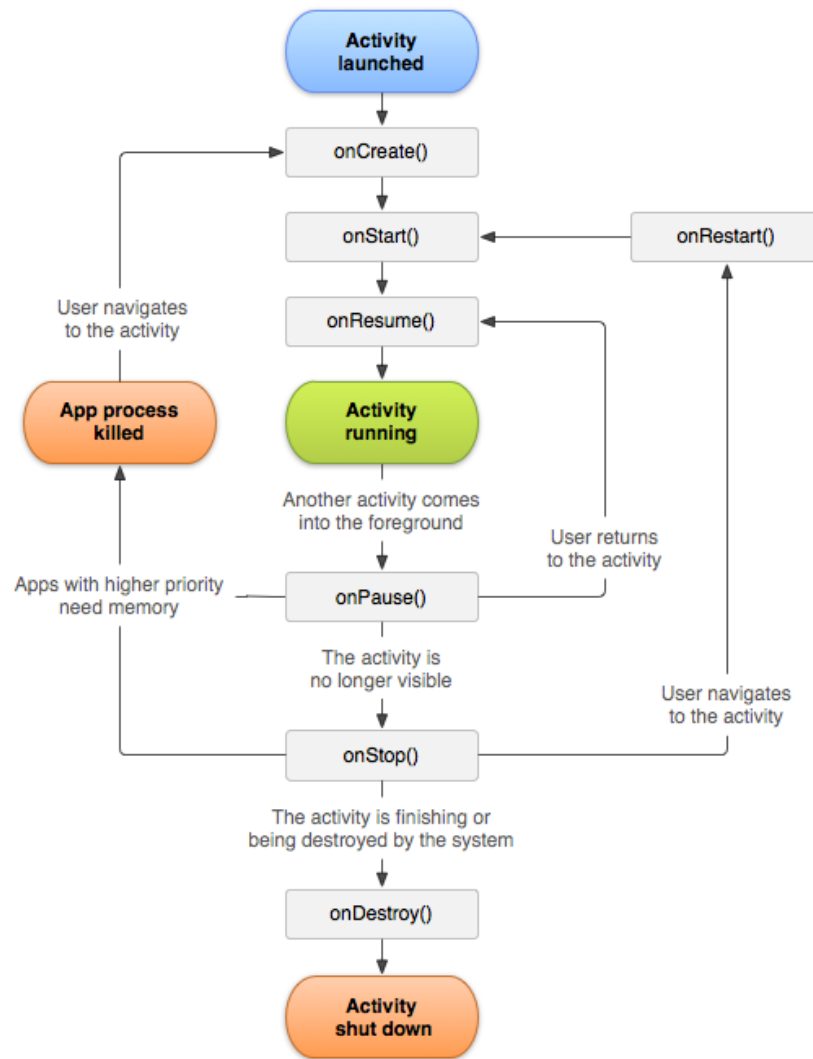 Activity
launched
onCreate()
onStart()
onRestart()
User navigates
to the activity
onResume()
App process
killed
Activity
running
Another activity comes
into the foreground
User returns
to the activity
Apps with higher priority
need memory
onPause()
The activity is
no longer visible
User navigates
to the activity
onStop()
The activity is finishing or
being destroyed by the system
onDestroy()
Activity
shut down